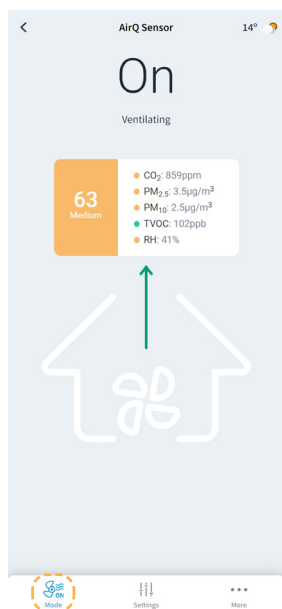 AirQ Sensor 14°
On
Ventilating
63
Medium
CO₂: 859ppm
PM₂.₅: 3.5µg/m³
PM₁₀: 2.5µg/m³
TVOC: 102ppb
RH: 41%
ON
Mode Settings More